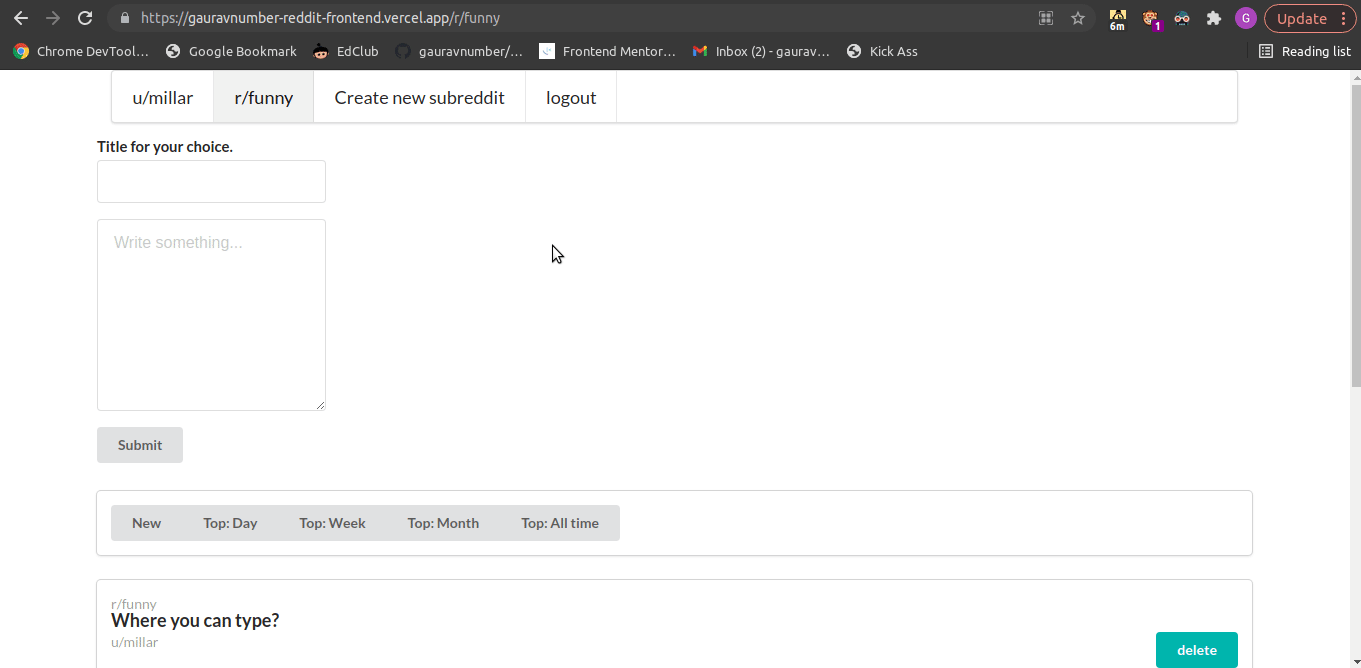 https://gauravnumber-reddit-frontend.vercel.app/r/funny
6m
1
G
Update
Chrome DevTool...
Google Bookmark
EdClub
gauravnumber/...
Frontend Mentor...
Inbox (2) - gaurav...
Kick Ass
Reading list
u/millar
r/funny
Create new subreddit
logout
Title for your choice.
Write something...
Submit
New
Top: Day
Top: Week
Top: Month
Top: All time
r/funny
Where you can type?
u/millar
delete